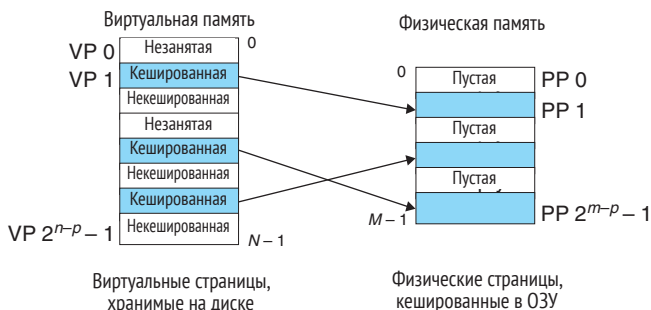 Виртуальная память
Физическая память
VP 0
Незанятая
0
VP 1
Кешированная
Некешированная
Незанятая
Кешированная
Некешированная
Кешированная
VP 2ⁿ⁻ᵖ – 1
Некешированная
N – 1
0
Пустая
PP 0
PP 1
Пустая
Пустая
M – 1
PP 2ᵐ⁻ᵖ – 1
Виртуальные страницы,
хранимые на диске
Физические страницы,
кешированные в ОЗУ